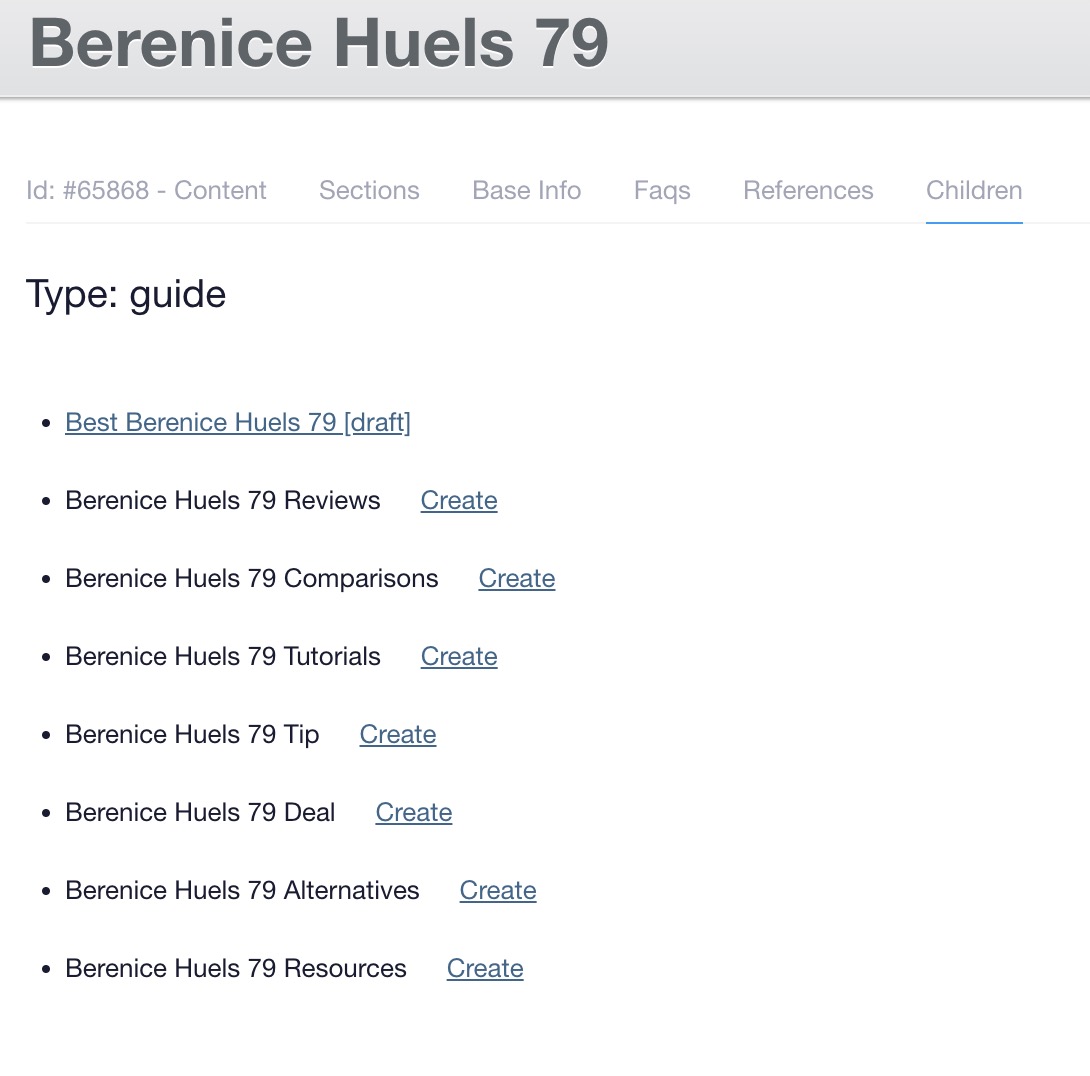 Berenice Huels 79
Id: #65868 - Content Sections Base Info Faqs References Children
Type: guide
Best Berenice Huels 79 [draft]
Berenice Huels 79 Reviews Create
Berenice Huels 79 Comparisons Create
Berenice Huels 79 Tutorials Create
Berenice Huels 79 Tip Create
Berenice Huels 79 Deal Create
Berenice Huels 79 Alternatives Create
Berenice Huels 79 Resources Create